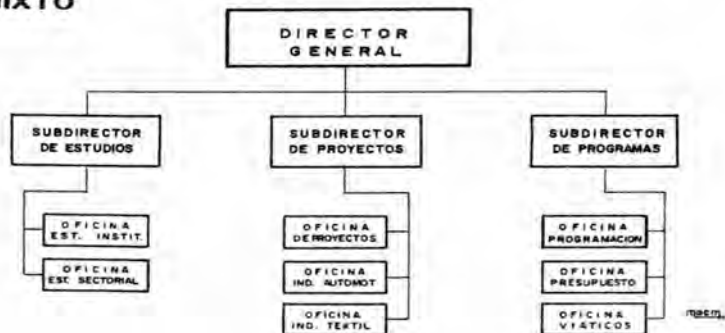 DIRECTOR
GENERAL
SUBDIRECTOR
DE ESTUDIOS
SUBDIRECTOR
DE PROYECTOS
SUBDIRECTOR
DE PROGRAMAS
OFICINA
EST. INSTIT.
OFICINA
EST. SECTORIAL
OFICINA
DE PROYECTOS
OFICINA
IND. AUTOMOT
OFICINA
IND. TEXTIL
OFICINA
PROGRAMACION
OFICINA
PRESUPUESTO
OFICINA
VIATICOS